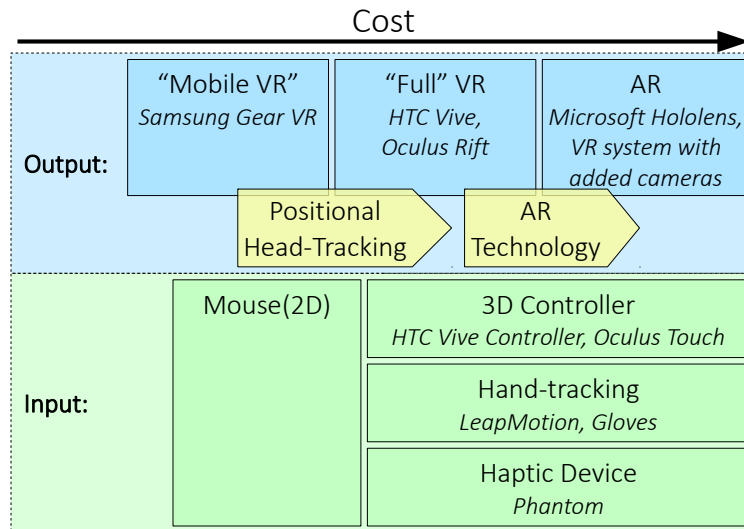 Cost
“Mobile VR”
Samsung Gear VR
“Full” VR
HTC Vive,
Oculus Rift
AR
Microsoft Hololens,
VR system with
added cameras
Output:
Positional
Head-Tracking
AR
Technology
Mouse(2D)
3D Controller
HTC Vive Controller, Oculus Touch
Input:
Hand-tracking
LeapMotion, Gloves
Haptic Device
Phantom